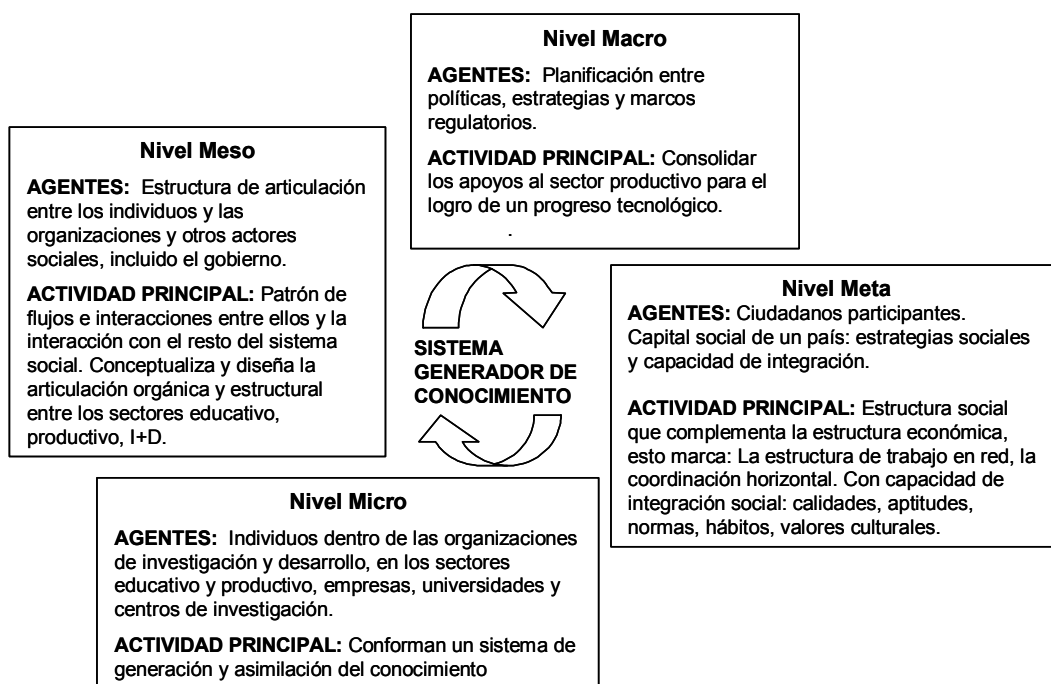 Nivel Macro
AGENTES: Planificación entre
políticas, estrategias y marcos
regulatorios.
ACTIVIDAD PRINCIPAL: Consolidar
los apoyos al sector productivo para el
logro de un progreso tecnológico.
.
Nivel Meso
AGENTES: Estructura de articulación
entre los individuos y las
organizaciones y otros actores
sociales, incluido el gobierno.
ACTIVIDAD PRINCIPAL: Patrón de
flujos e interacciones entre ellos y la
interacción con el resto del sistema
social. Conceptualiza y diseña la
articulación orgánica y estructural
entre los sectores educativo,
productivo, I+D.
SISTEMA
GENERADOR DE
CONOCIMIENTO
Nivel Meta
AGENTES: Ciudadanos participantes.
Capital social de un país: estrategias sociales
y capacidad de integración.
ACTIVIDAD PRINCIPAL: Estructura social
que complementa la estructura económica,
esto marca: La estructura de trabajo en red, la
coordinación horizontal. Con capacidad de
integración social: calidades, aptitudes,
normas, hábitos, valores culturales.
Nivel Micro
AGENTES: Individuos dentro de las organizaciones
de investigación y desarrollo, en los sectores
educativo y productivo, empresas, universidades y
centros de investigación.
ACTIVIDAD PRINCIPAL: Conforman un sistema de
generación y asimilación del conocimiento